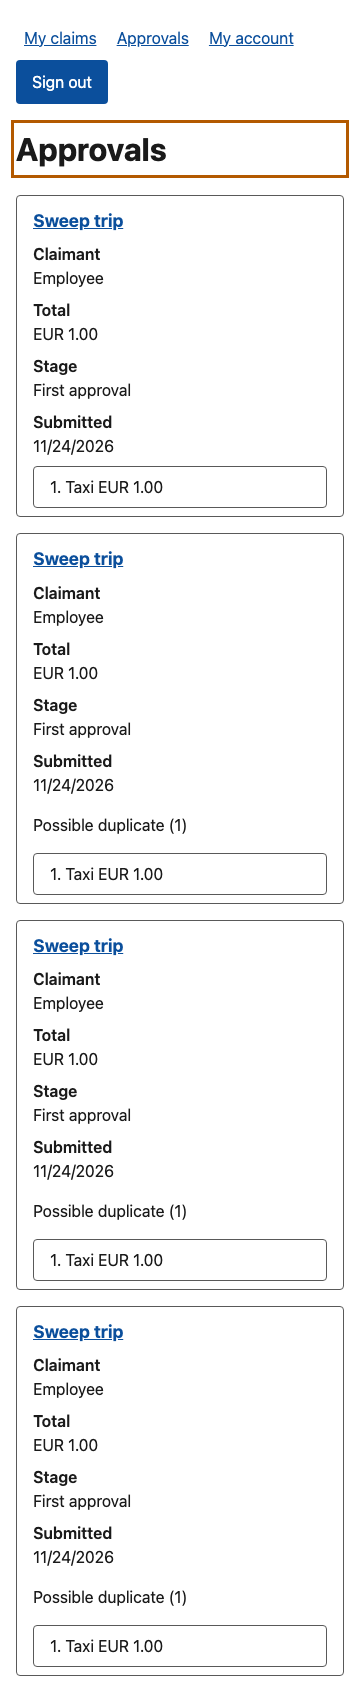 My claims Approvals My account
Sign out
Approvals
Sweep trip
Claimant
Employee
Total
EUR 1.00
Stage
First approval
Submitted
11/24/2026
1. Taxi EUR 1.00
Sweep trip
Claimant
Employee
Total
EUR 1.00
Stage
First approval
Submitted
11/24/2026
Possible duplicate (1)
1. Taxi EUR 1.00
Sweep trip
Claimant
Employee
Total
EUR 1.00
Stage
First approval
Submitted
11/24/2026
Possible duplicate (1)
1. Taxi EUR 1.00
Sweep trip
Claimant
Employee
Total
EUR 1.00
Stage
First approval
Submitted
11/24/2026
Possible duplicate (1)
1. Taxi EUR 1.00